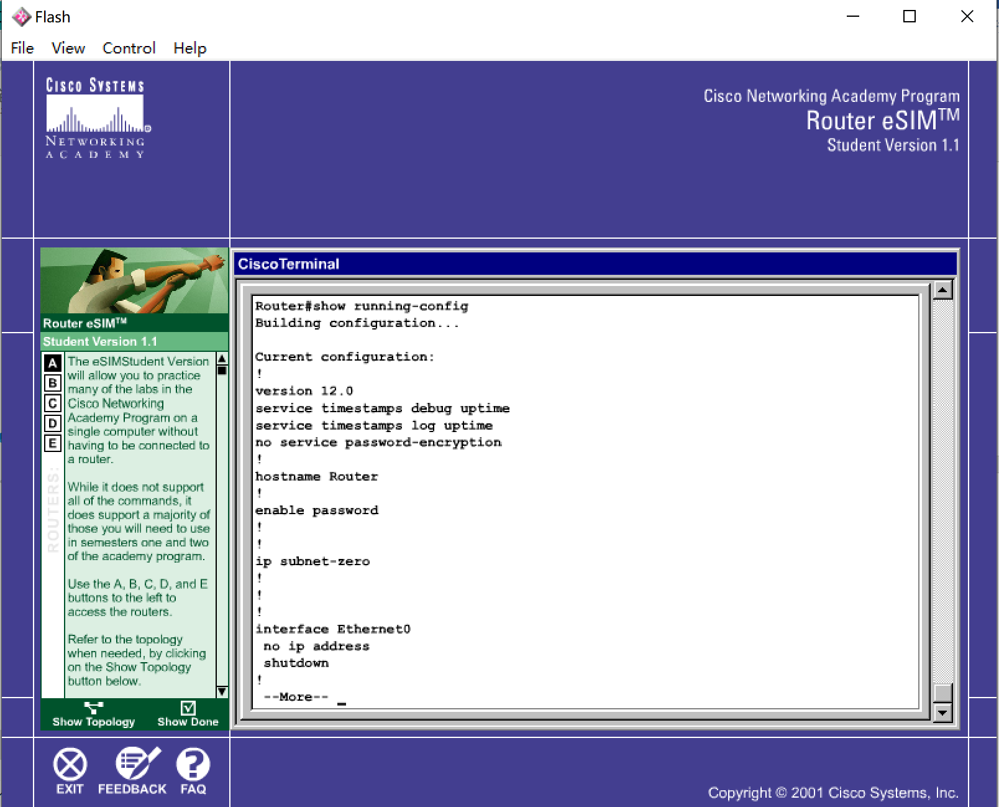 Flash
File View Control Help
CISCO SYSTEMS
NETWORKING
ACADEMY
Cisco Networking Academy Program
Router eSIM™
Student Version 1.1
Router eSIM™
Student Version 1.1
A
B
C
D
E
ROUTERS:
The eSIMStudent Version
will allow you to practice
many of the labs in the
Cisco Networking
Academy Program on a
single computer without
having to be connected to
a router.
While it does not support
all of the commands, it
does support a majority of
those you will need to use
in semesters one and two
of the academy program.
Use the A, B, C, D, and E
buttons to the left to
access the routers.
Refer to the topology
when needed, by clicking
on the Show Topology
button below.
Show Topology
Show Done
CiscoTerminal
Router#show running-config
Building configuration...
Current configuration:
!
version 12.0
service timestamps debug uptime
service timestamps log uptime
no service password-encryption
!
hostname Router
!
enable password
!
!
ip subnet-zero
!
!
!
interface Ethernet0
 no ip address
 shutdown
!
 --More-- _
EXIT
FEEDBACK
FAQ
Copyright © 2001 Cisco Systems, Inc.